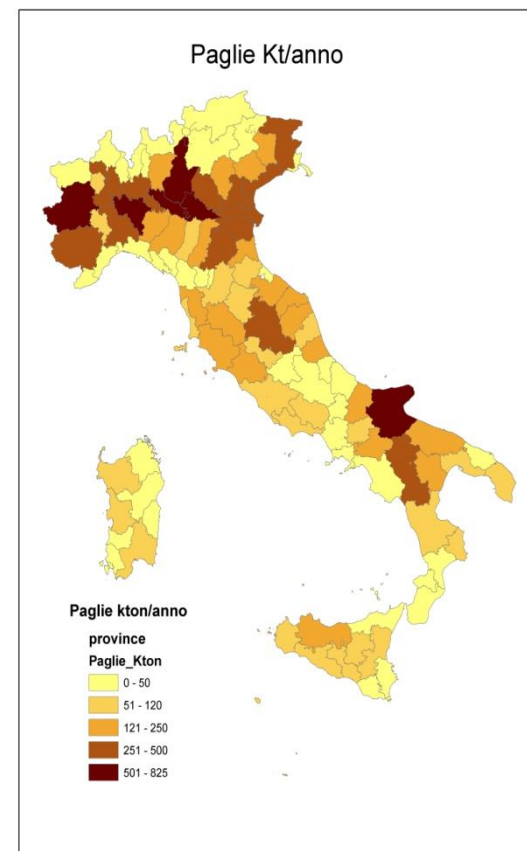 Paglie Kt/anno
Paglie kton/anno
province
Paglie_Kton
0 - 50
51 - 120
121 - 250
251 - 500
501 - 825